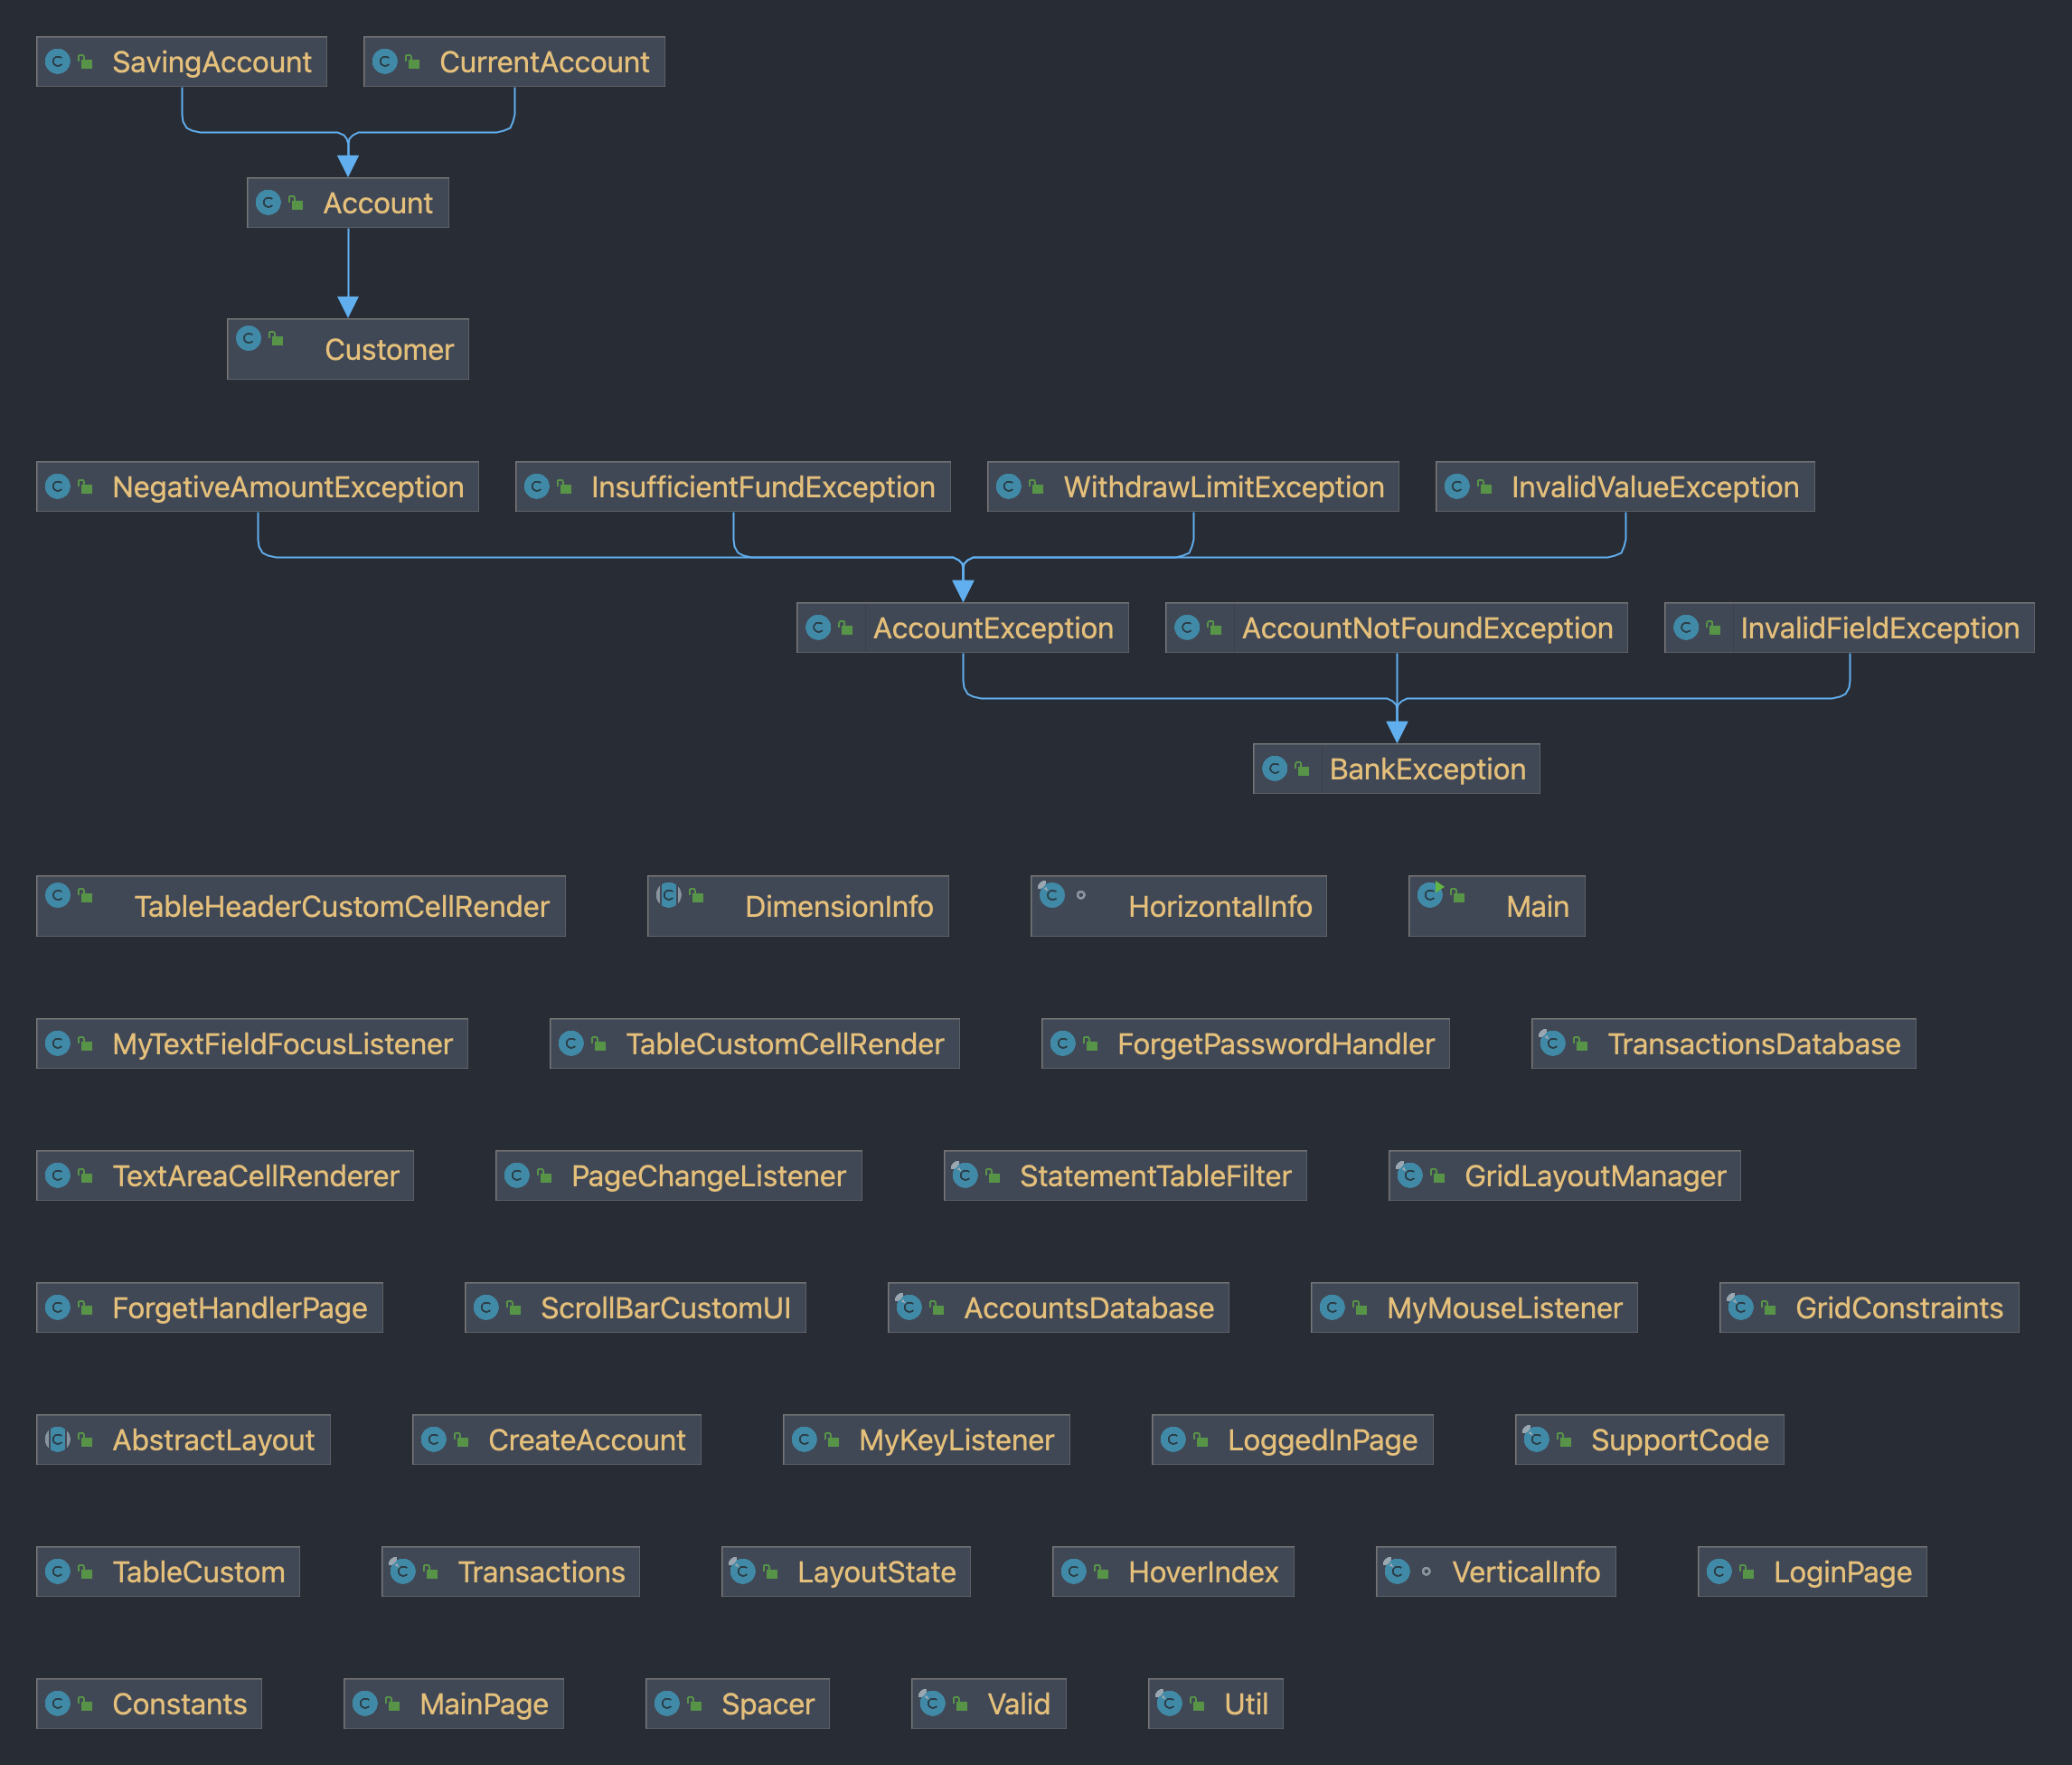 SavingAccount CurrentAccount
Account
Customer
NegativeAmountException InsufficientFundException WithdrawLimitException InvalidValueException
AccountException AccountNotFoundException InvalidFieldException
BankException
TableHeaderCustomCellRender DimensionInfo HorizontalInfo Main
MyTextFieldFocusListener TableCustomCellRender ForgetPasswordHandler TransactionsDatabase
TextAreaCellRenderer PageChangeListener StatementTableFilter GridLayoutManager
ForgetHandlerPage ScrollBarCustomUI AccountsDatabase MyMouseListener GridConstraints
AbstractLayout CreateAccount MyKeyListener LoggedInPage SupportCode
TableCustom Transactions LayoutState HoverIndex VerticalInfo LoginPage
Constants MainPage Spacer Valid Util